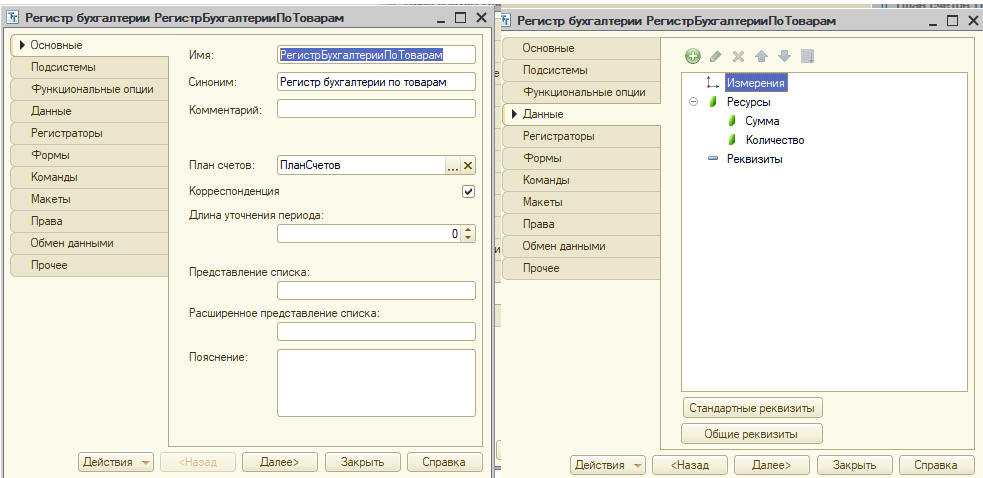 Регистр бухгалтерии РегистрБухгалтерииПоТоварам
Основные
Подсистемы
Функциональные опции
Данные
Регистраторы
Формы
Команды
Макеты
Права
Обмен данными
Прочее
Имя: РегистрБухгалтерииПоТоварам
Синоним: Регистр бухгалтерии по товарам
Комментарий:
План счетов: ПланСчетов ...
Корреспонденция
Длина уточнения периода:
0
Представление списка:
Расширенное представление списка:
Пояснение:
Действия <Назад Далее> Закрыть Справка
Регистр бухгалтерии РегистрБухгалтерииПоТоварам
Основные
Подсистемы
Функциональные опции
Данные
Регистраторы
Формы
Команды
Макеты
Права
Обмен данными
Прочее
Измерения
Ресурсы
Сумма
Количество
Реквизиты
Стандартные реквизиты
Общие реквизиты
Действия <Назад Далее> Закрыть Справка